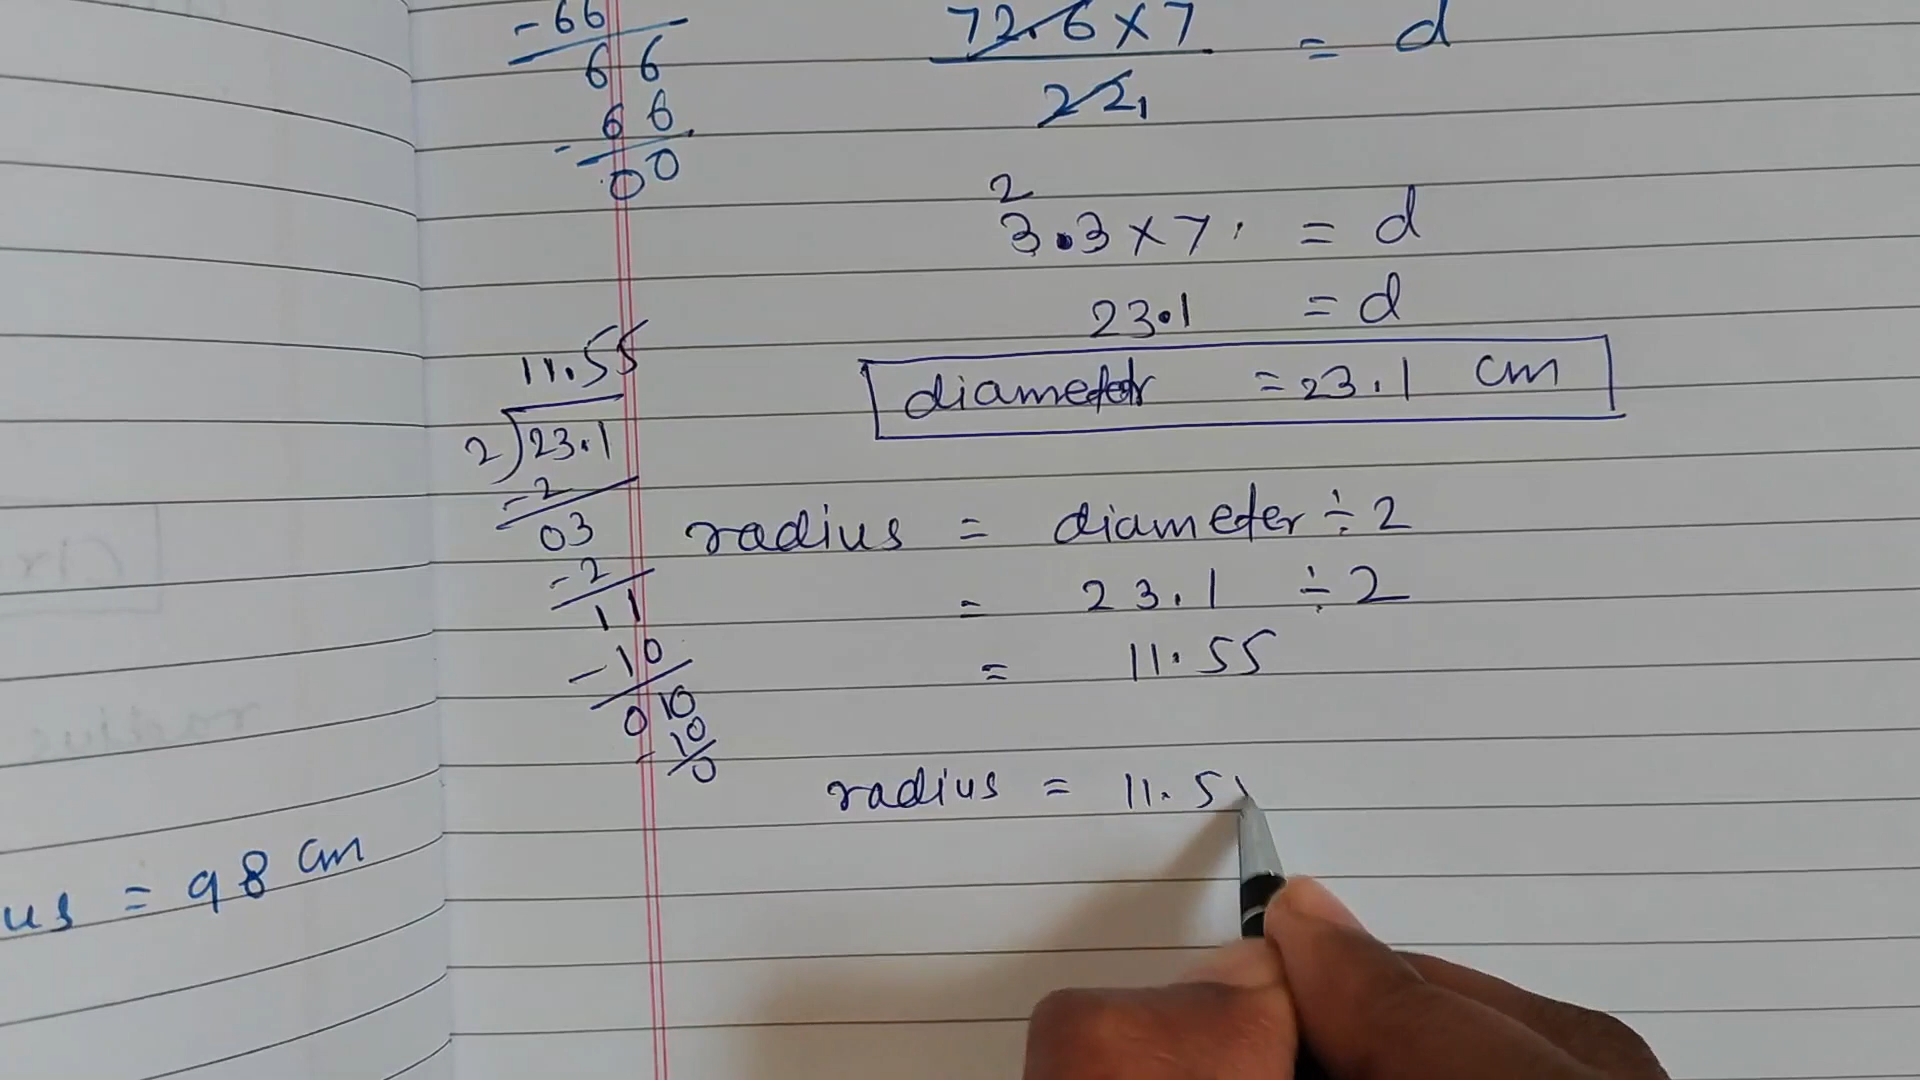 -66
66
- 66
00
72.6 × 7 = d
22 1
2
3.3 × 7 = d
23.1 = d
diameter = 23.1 cm
11.55
2)23.1
-2
03
-2
11
-10
010
-10
0
radius = diameter ÷ 2
= 23.1 ÷ 2
= 11.55
radius = 11.5
us = 98 cm